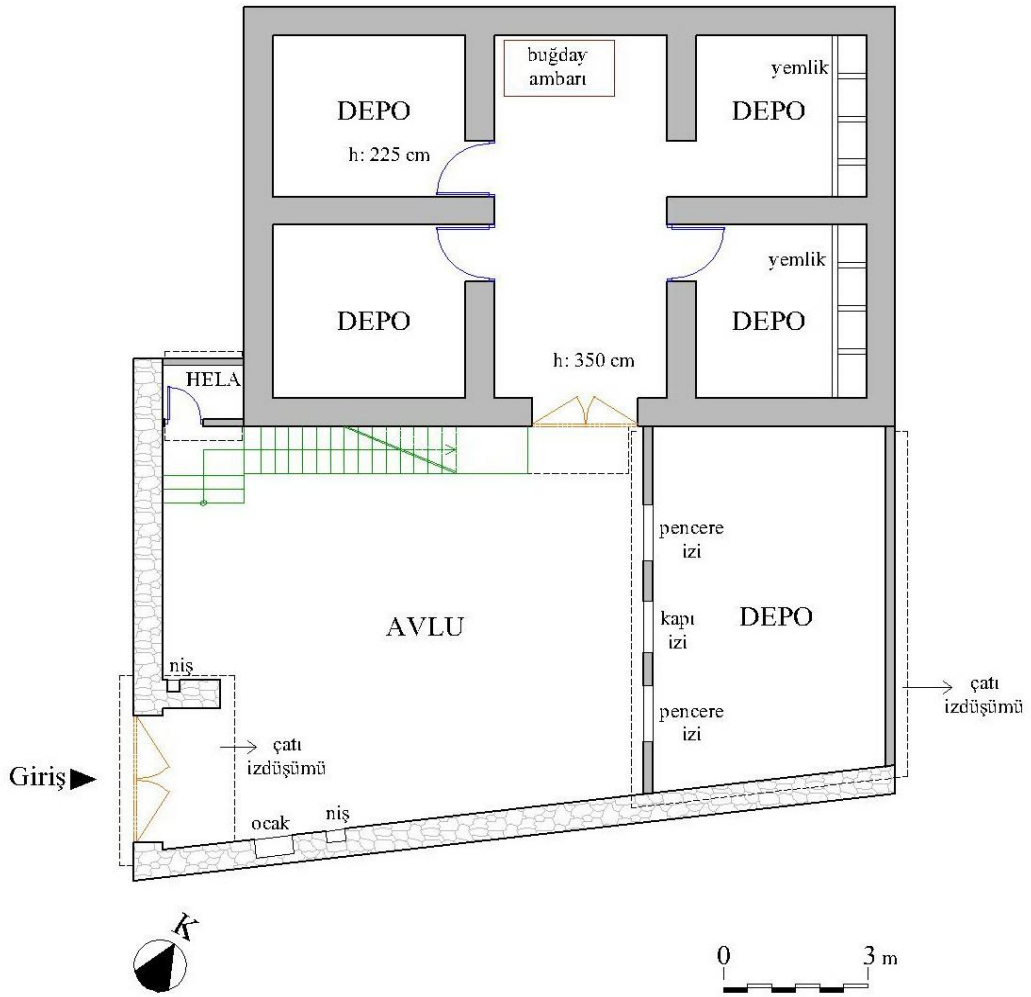 buğday
ambarı
yemlik
DEPO
DEPO
h: 225 cm
yemlik
DEPO
DEPO
h: 350 cm
HELA
pencere
izi
kapı
izi
DEPO
AVLU
niş
pencere
izi
çatı
izdüşümü
çatı
izdüşümü
Giriş
ocak
niş
K
0 3 m